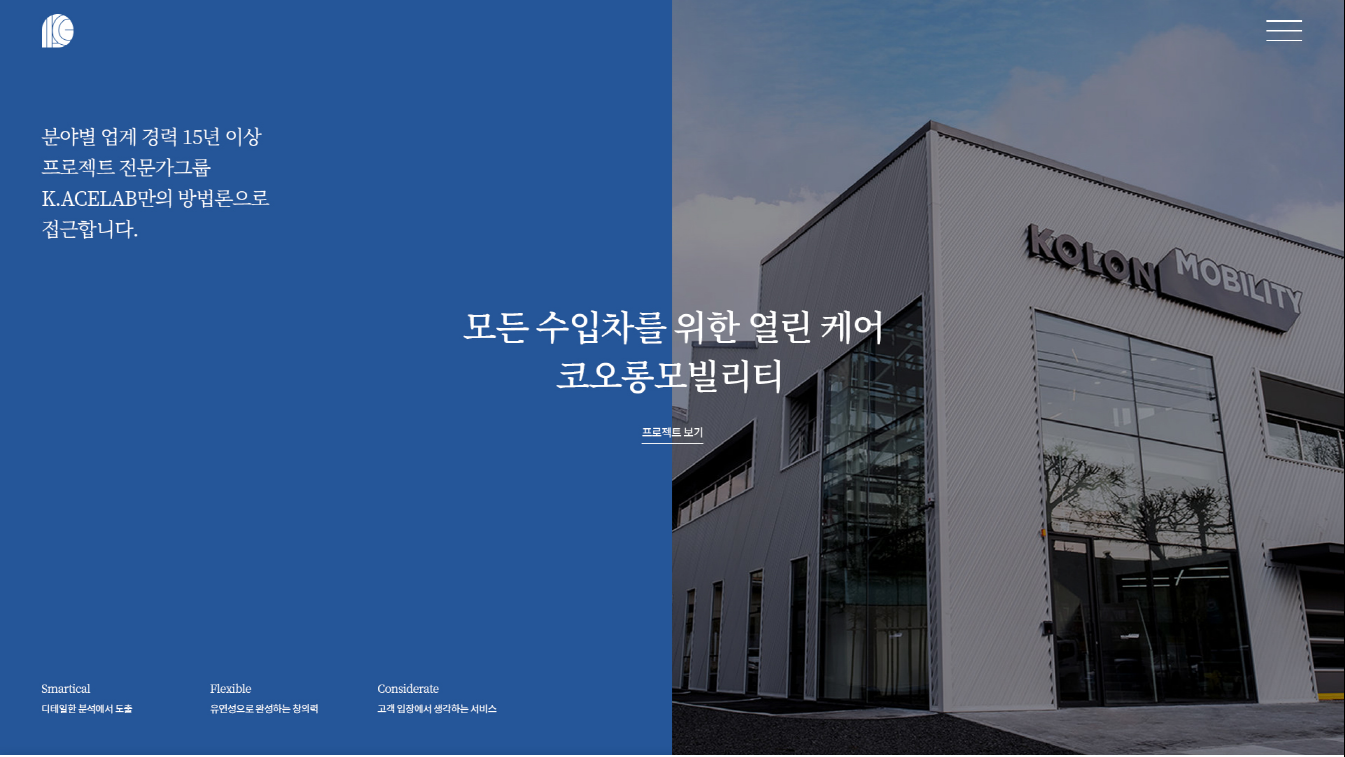 분야별 업계 경력 15년 이상
프로젝트 전문가그룹
K.ACELAB만의 방법론으로
접근합니다.
KOLON MOBILITY
모든 수입차를 위한 열린 케어
코오롱모빌리티
프로젝트 보기
Smartical
디테일한 분석에서 도출
Flexible
유연성으로 완성하는 창의력
Considerate
고객 입장에서 생각하는 서비스